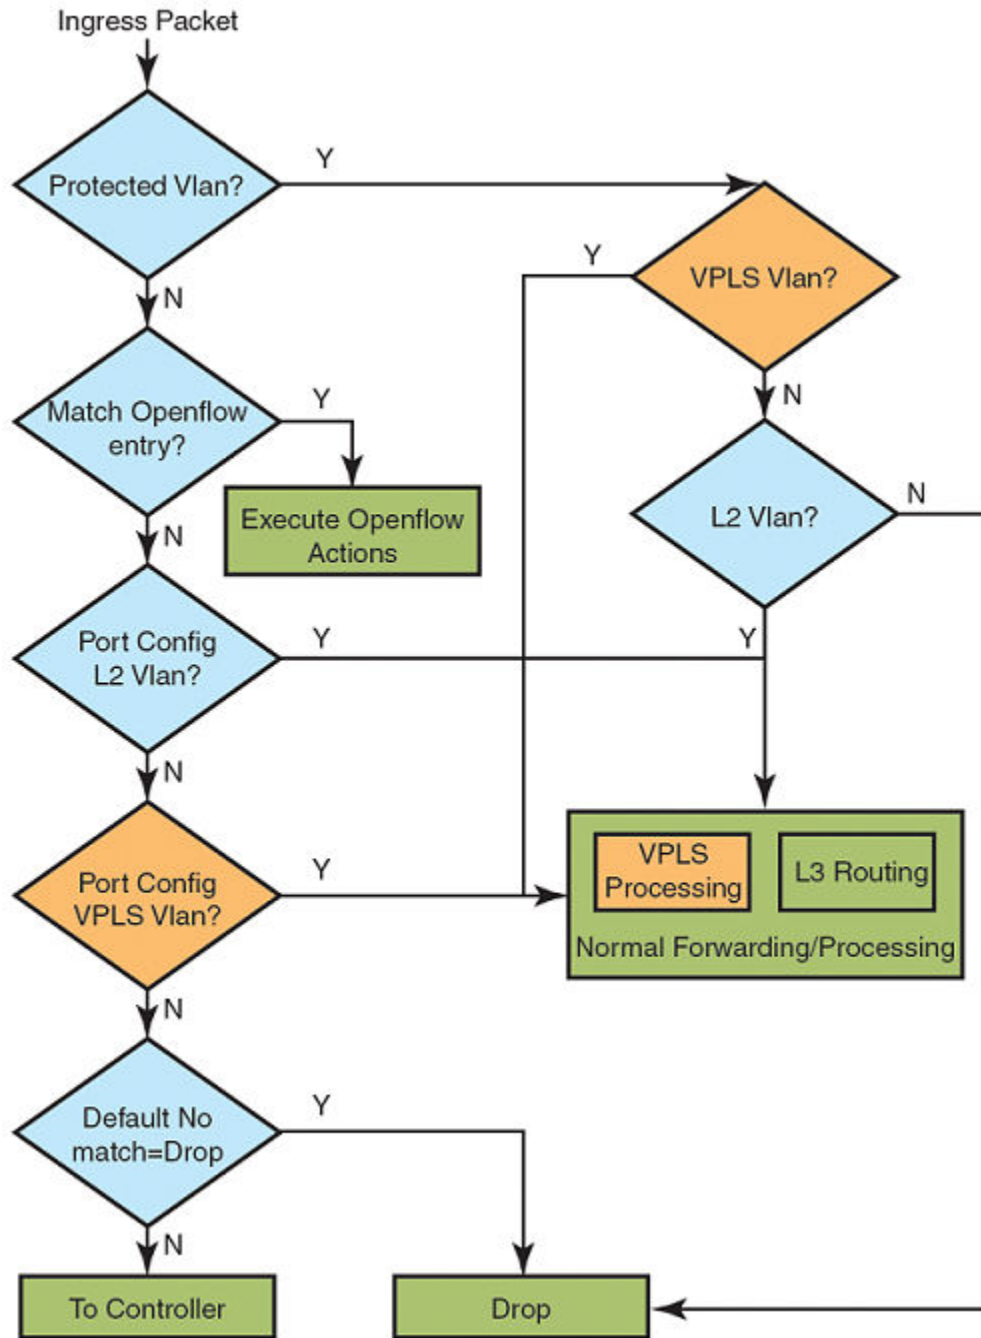 Ingress Packet
Y
Protected Vlan?
Y
VPLS Vlan?
N
Y
Match Openflow
entry?
N
L2 Vlan?
N
Execute Openflow
Actions
N
Y
Port Config
L2 Vlan?
Y
N
Y
Port Config
VPLS Vlan?
VPLS
Processing
L3 Routing
Normal Forwarding/Processing
N
Y
Default No
match=Drop
N
To Controller
Drop